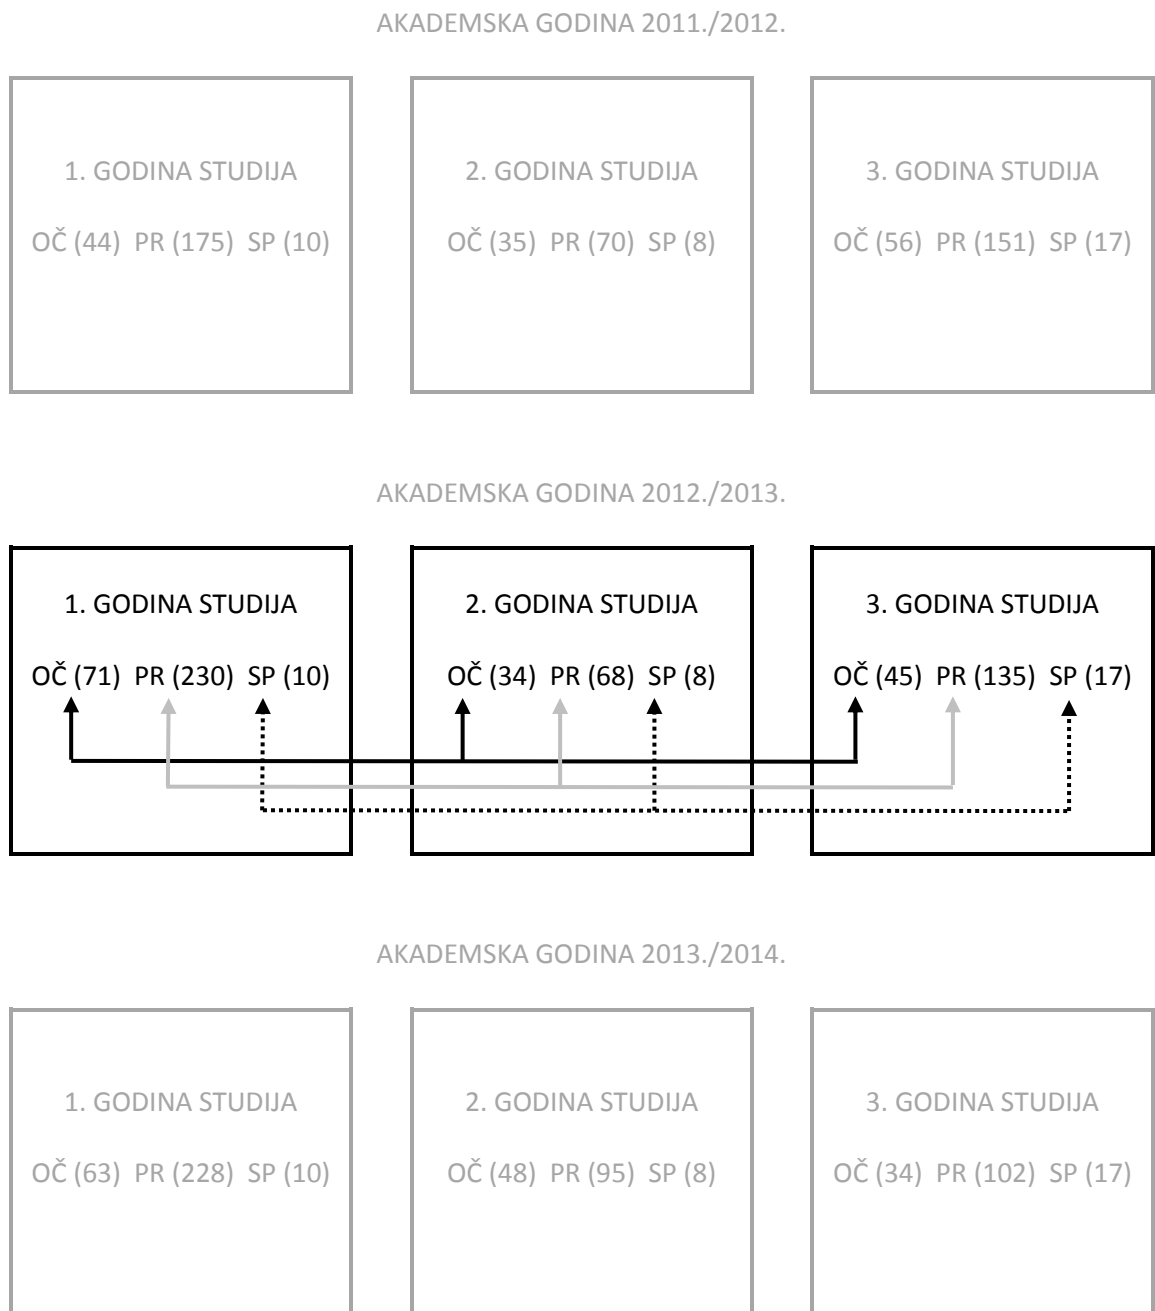 AKADEMSKA GODINA 2011./2012.
1. GODINA STUDIJA
OČ (44) PR (175) SP (10)
2. GODINA STUDIJA
OČ (35) PR (70) SP (8)
3. GODINA STUDIJA
OČ (56) PR (151) SP (17)
AKADEMSKA GODINA 2012./2013.
1. GODINA STUDIJA
OČ (71) PR (230) SP (10)
2. GODINA STUDIJA
OČ (34) PR (68) SP (8)
3. GODINA STUDIJA
OČ (45) PR (135) SP (17)
AKADEMSKA GODINA 2013./2014.
1. GODINA STUDIJA
OČ (63) PR (228) SP (10)
2. GODINA STUDIJA
OČ (48) PR (95) SP (8)
3. GODINA STUDIJA
OČ (34) PR (102) SP (17)